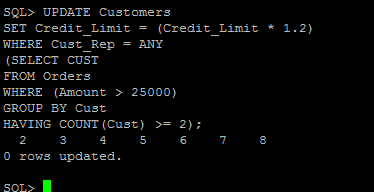 SQL> UPDATE Customers
SET Credit_Limit = (Credit_Limit * 1.2)
WHERE Cust_Rep = ANY
(SELECT CUST
FROM Orders
WHERE (Amount > 25000)
GROUP BY Cust
HAVING COUNT(Cust) >= 2);
  2    3    4    5    6    7    8
0 rows updated.
SQL>